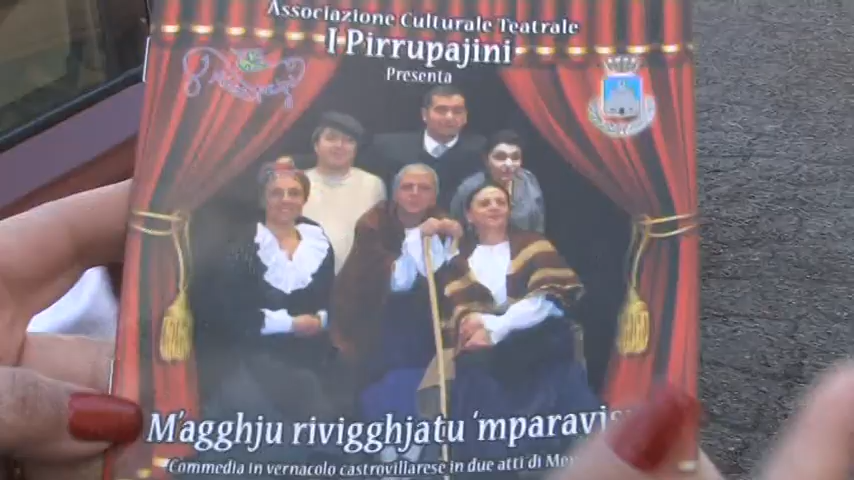 Associazione Culturale Teatrale
I Pirrupajini
Presenta
M'agghju rivigghjatu 'mparavis
Commedia in vernacolo castrovillarese in due atti di